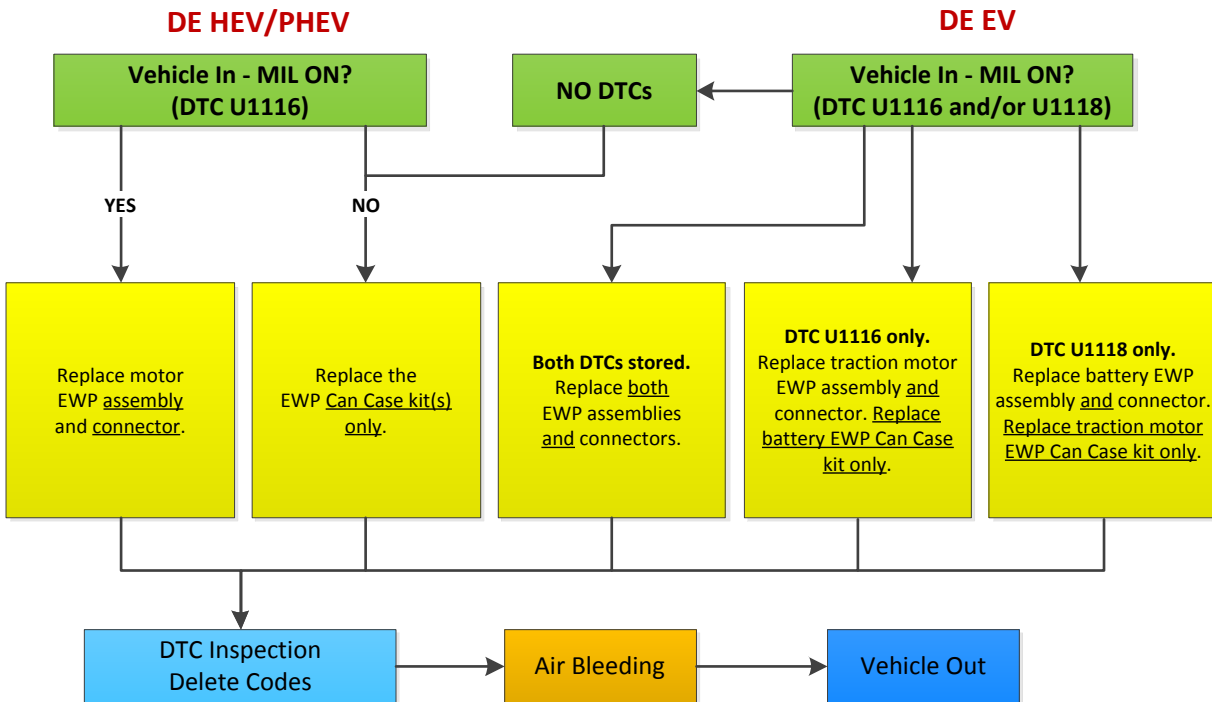 DE HEV/PHEV
DE EV
Vehicle In - MIL ON?
(DTC U1116)
NO DTCs
Vehicle In - MIL ON?
(DTC U1116 and/or U1118)
YES
NO
Replace motor
EWP assembly
and connector.
Replace the
EWP Can Case kit(s)
only.
Both DTCs stored.
Replace both
EWP assemblies
and connectors.
DTC U1116 only.
Replace traction motor
EWP assembly and
connector. Replace
battery EWP Can Case
kit only.
DTC U1118 only.
Replace battery EWP
assembly and connector.
Replace traction motor
EWP Can Case kit only.
DTC Inspection
Delete Codes
Air Bleeding
Vehicle Out